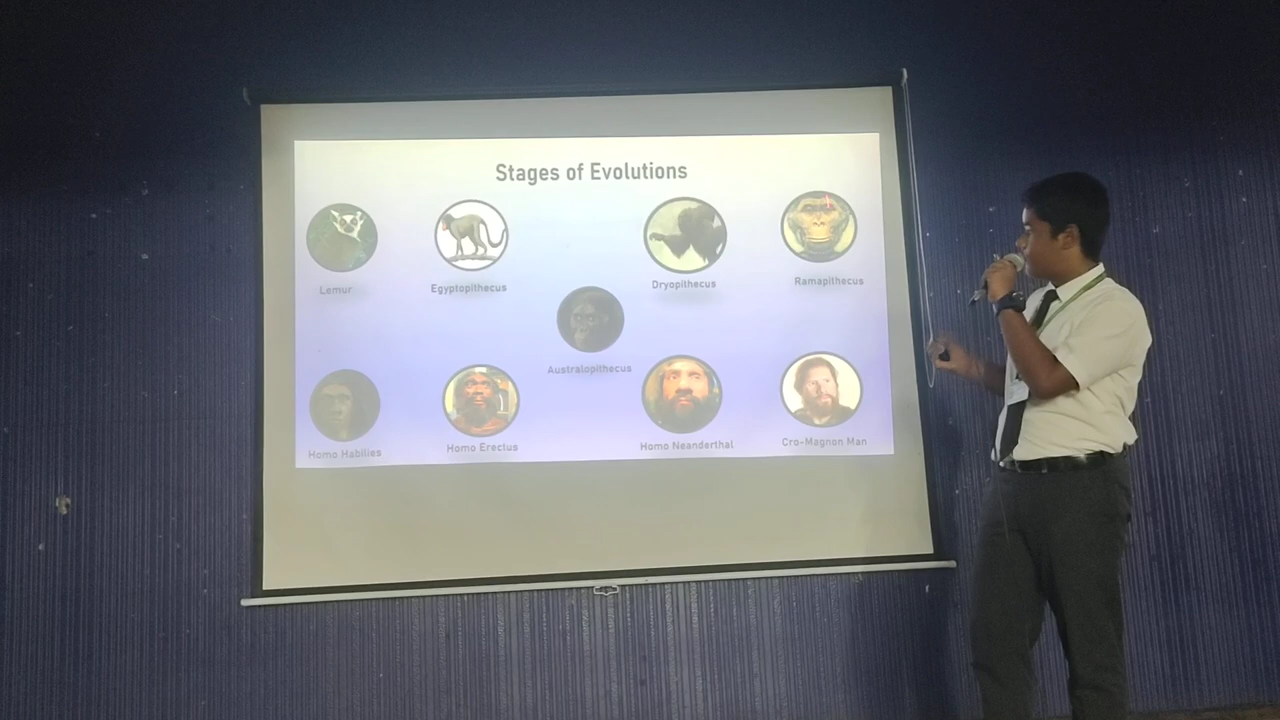 Stages of Evolutions
Lemur
Egyptopithecus
Dryopithecus
Ramapithecus
Australopithecus
Homo Habilies
Homo Erectus
Homo Neanderthal
Cro-Magnon Man